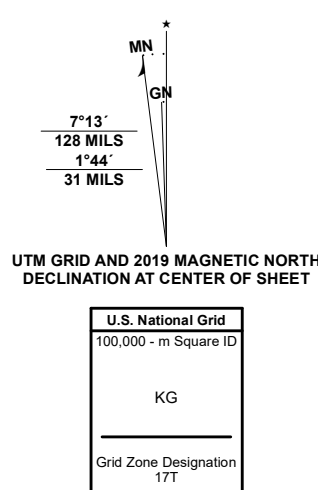 MN
GN
7°13´
128 MILS
1°44´
31 MILS
UTM GRID AND 2019 MAGNETIC NORTH
DECLINATION AT CENTER OF SHEET
U.S. National Grid
100,000 - m Square ID
KG
Grid Zone Designation
17T